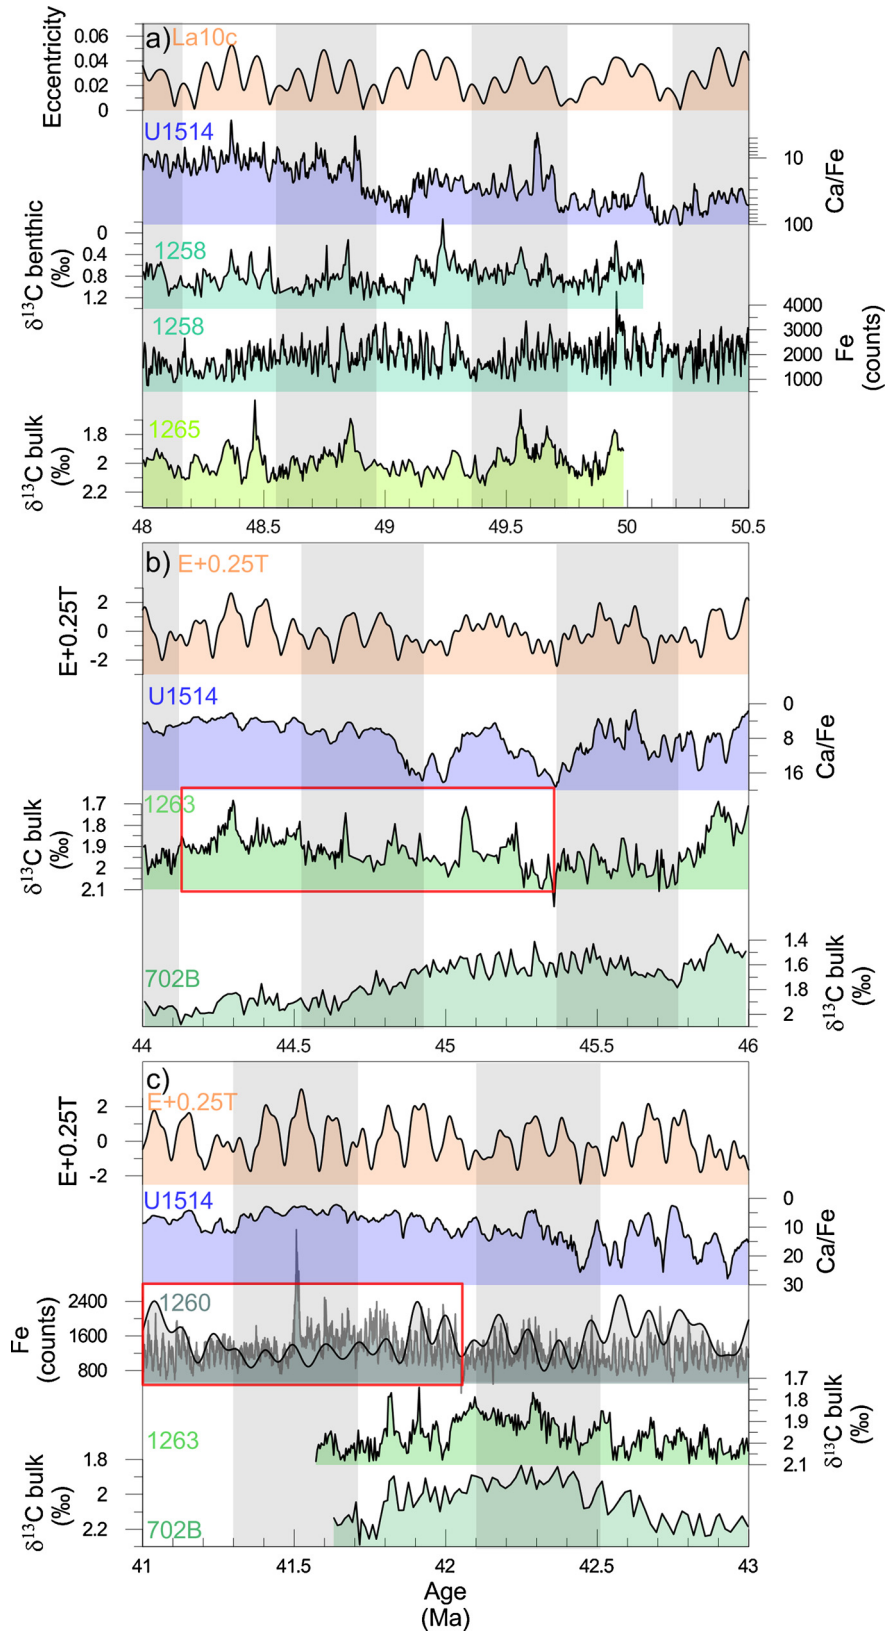 a) La10c
Eccentricity
0.06
0.04
0.02
0
U1514
Ca/Fe
10
100
δ13C benthic
(‰)
0
0.4
0.8
1.2
1258
1258
4000
3000
2000
1000
Fe
(counts)
δ13C bulk
(‰)
1.8
2
2.2
1265
48 48.5 49 49.5 50 50.5
b) E+0.25T
E+0.25T
2
0
-2
U1514
0
8
16
Ca/Fe
δ13C bulk
(‰)
1.7
1.8
1.9
2
2.1
1263
702B
1.4
1.6
1.8
2
δ13C bulk
(‰)
44 44.5 45 45.5 46
c)
E+0.25T
E+0.25T
2
0
-2
U1514
0
10
20
30
Ca/Fe
Fe
(counts)
2400
1600
800
1260
1263
1.7
1.8
1.9
2
2.1
δ13C bulk
(‰)
δ13C bulk
(‰)
1.8
2
2.2
702B
41 41.5 42 42.5 43
Age
(Ma)